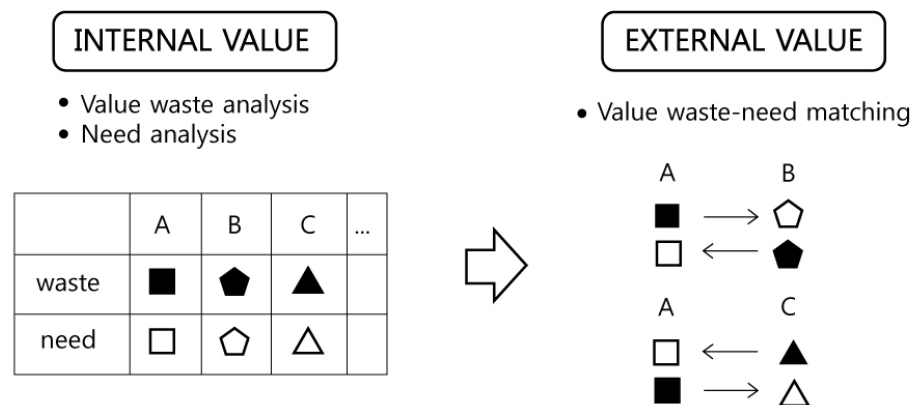 INTERNAL VALUE
• Value waste analysis
• Need analysis
A B C ...
waste
need
EXTERNAL VALUE
• Value waste-need matching
A B
A C